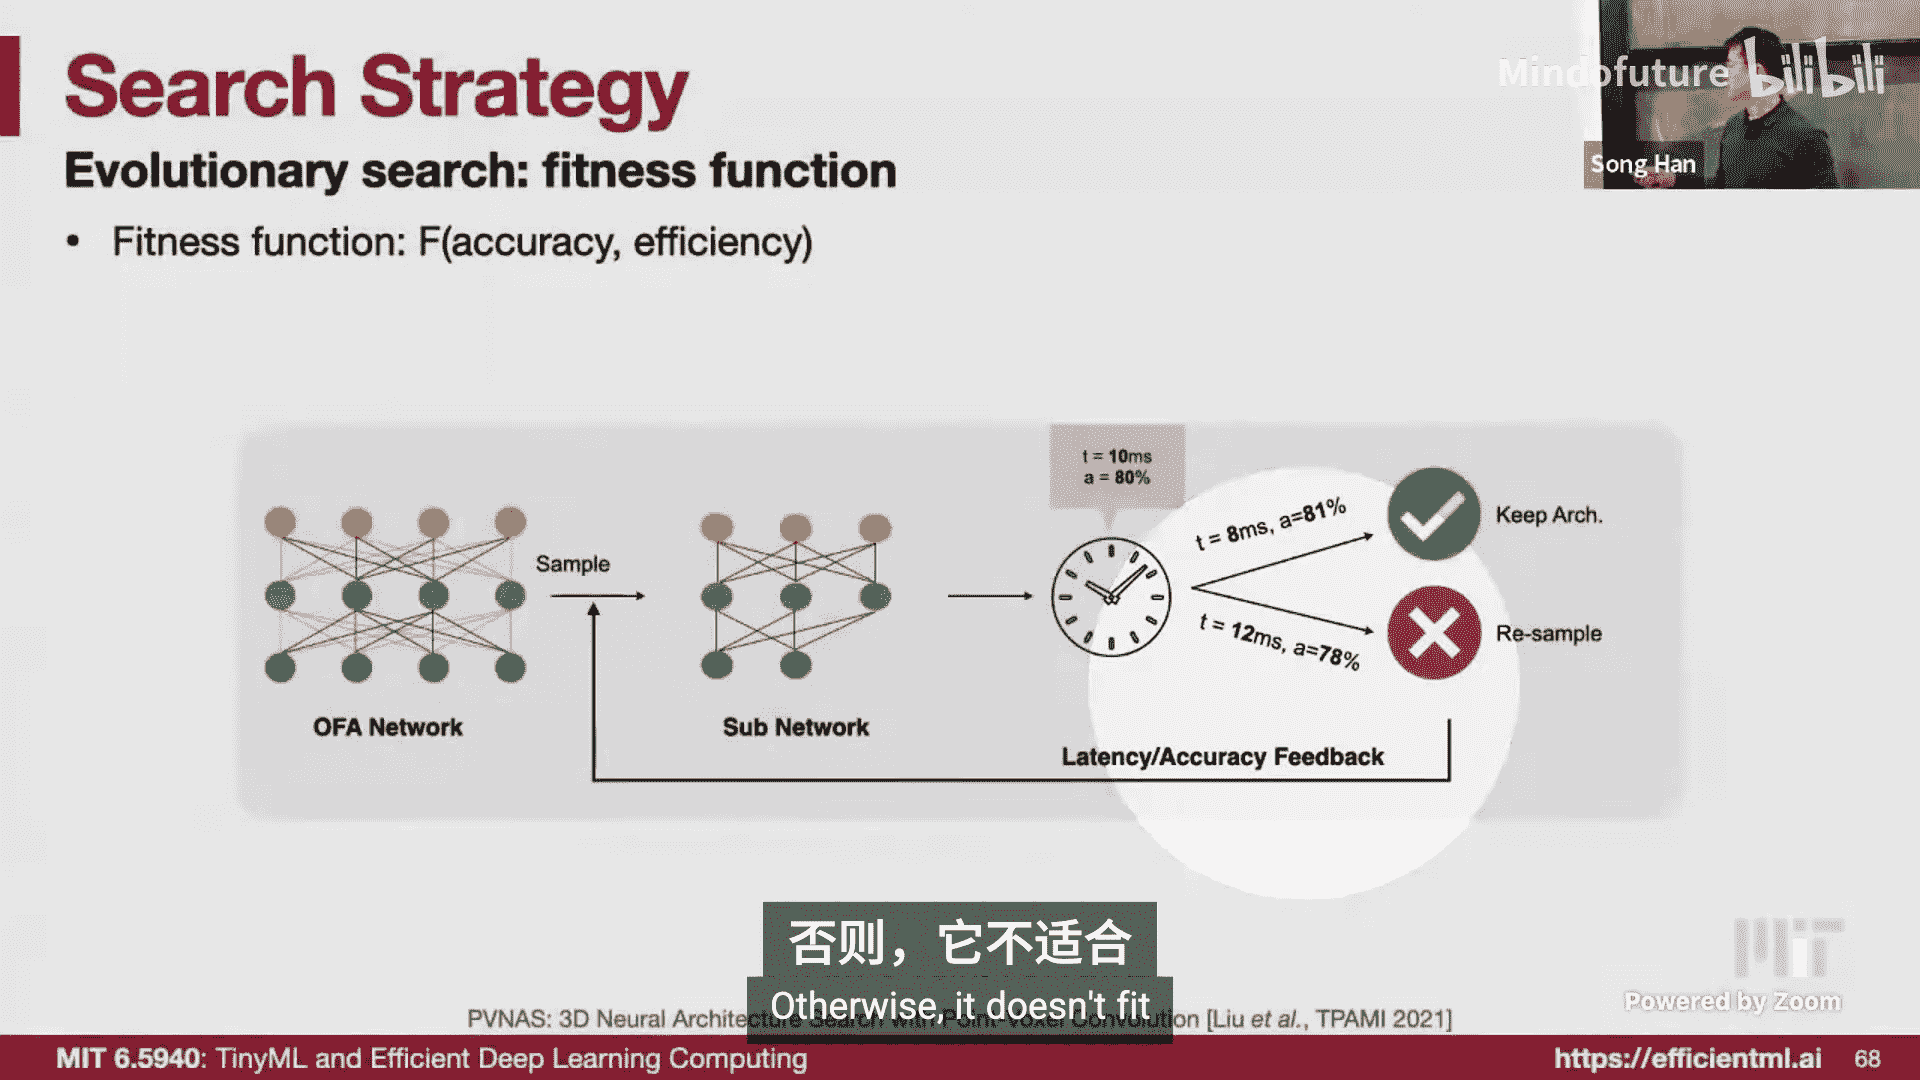 Search Strategy
Mindofuture bilibili
Song Han
Evolutionary search: fitness function
• Fitness function: F(accuracy, efficiency)
t = 10ms
a = 80%
t = 8ms, a=81%
Keep Arch.
Sample
t = 12ms, a=78%
Re-sample
OFA Network
Sub Network
Latency/Accuracy Feedback
否则，它不适合
Otherwise, it doesn't fit
PVNAS: 3D Neural Architecture Search with Point-Voxel Convolution [Liu et al., TPAMI 2021]
MIT
Powered by Zoom
MIT 6.5940: TinyML and Efficient Deep Learning Computing
https://efficientml.ai 68